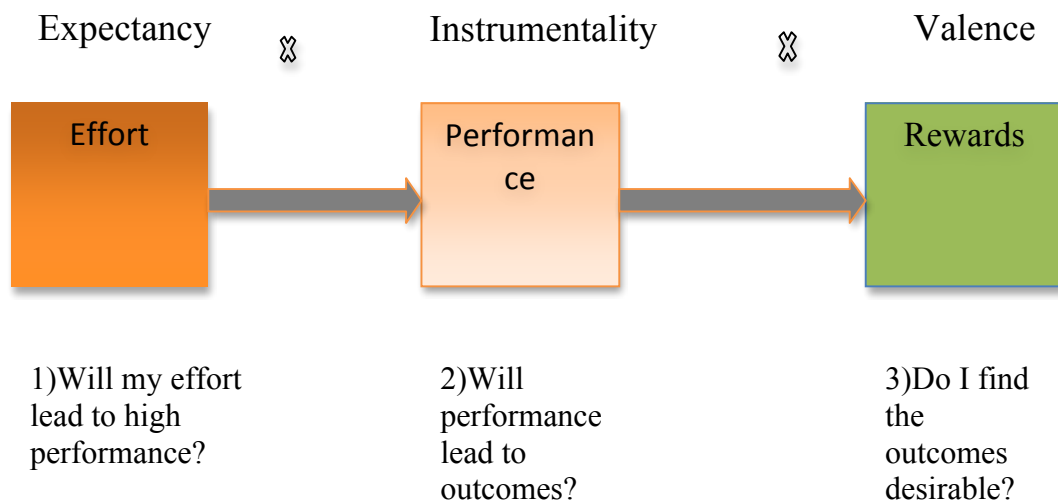 Expectancy x Instrumentality x Valence
Effort
Performan
ce
Rewards
1)Will my effort
lead to high
performance?
2)Will
performance
lead to
outcomes?
3)Do I find
the
outcomes
desirable?